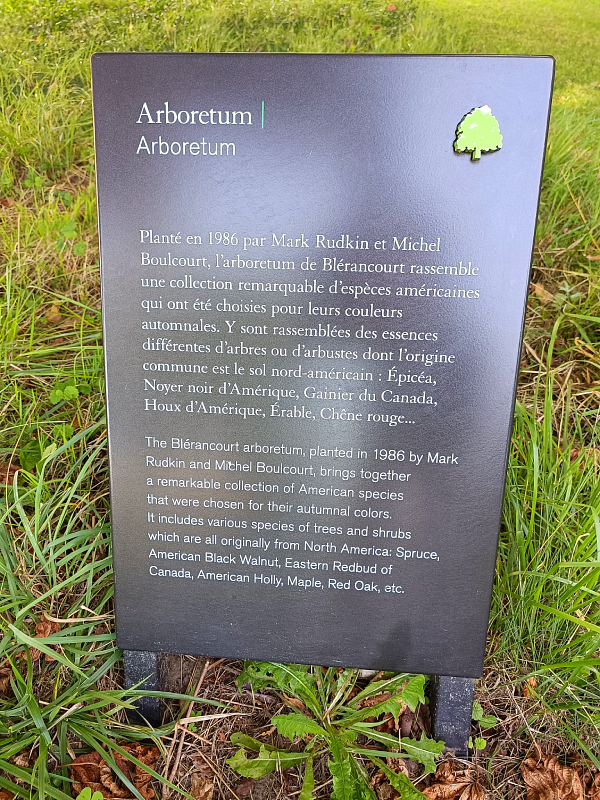 Arboretum
Arboretum
Planté en 1986 par Mark Rudkin et Michel
Boulcourt, l'arboretum de Blérancourt rassemble
une collection remarquable d'espèces américaines
qui ont été choisies pour leurs couleurs
automnales. Y sont rassemblées des essences
différentes d'arbres ou d'arbustes dont l'origine
commune est le sol nord-américain : Épicéa,
Noyer noir d'Amérique, Gainier du Canada,
Houx d'Amérique, Érable, Chêne rouge...
The Blérancourt arboretum, planted in 1986 by Mark
Rudkin and Michel Boulcourt, brings together
a remarkable collection of American species
that were chosen for their autumnal colors.
It includes various species of trees and shrubs
which are all originally from North America: Spruce,
American Black Walnut, Eastern Redbud of
Canada, American Holly, Maple, Red Oak, etc.